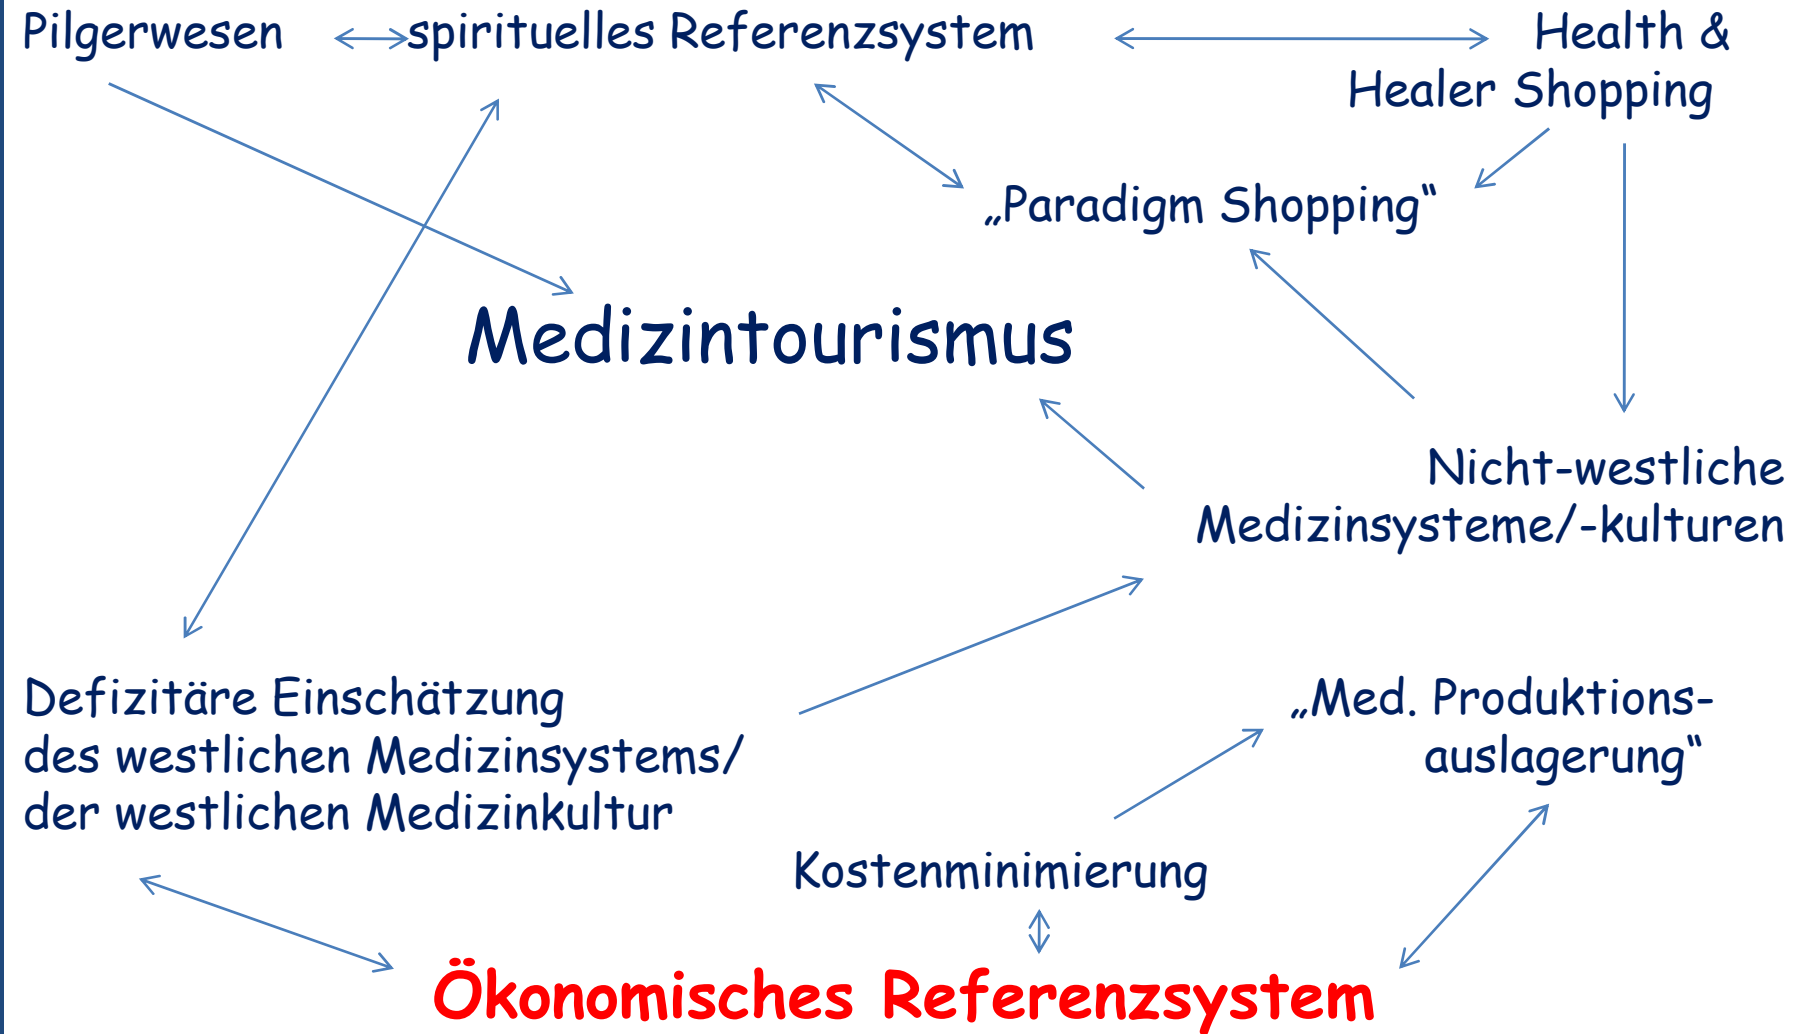 Pilgerwesen spirituelles Referenzsystem Health &
Healer Shopping
„Paradigm Shopping“
Medizintourismus
Nicht-westliche
Medizinsysteme/-kulturen
Defizitäre Einschätzung
des westlichen Medizinsystems/
der westlichen Medizinkultur
„Med. Produktions-
auslagerung“
Kostenminimierung
Ökonomisches Referenzsystem